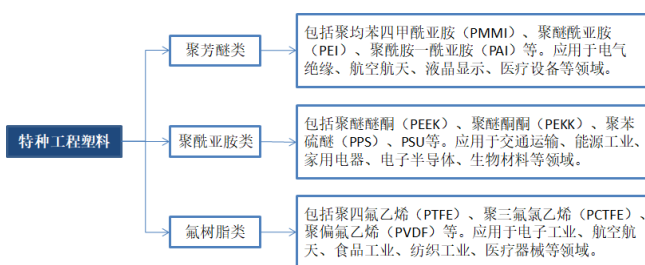 特种工程塑料
聚芳醚类
包括聚均苯四甲酰亚胺（PMMI）、聚醚酰亚胺
（PEI）、聚酰胺一酰亚胺（PAI）等。应用于电气
绝缘、航空航天、液晶显示、医疗设备等领域。
聚酰亚胺类
包括聚醚醚酮（PEEK）、聚醚酮酮（PEKK）、聚苯
硫醚（PPS）、PSU等。应用于交通运输、能源工业、
家用电器、电子半导体、生物材料等领域。
氟树脂类
包括聚四氟乙烯（PTFE）、聚三氟氯乙烯（PCTFE）、
聚偏氟乙烯（PVDF）等。应用于电子工业、航空航
天、食品工业、纺织工业、医疗器械等领域。